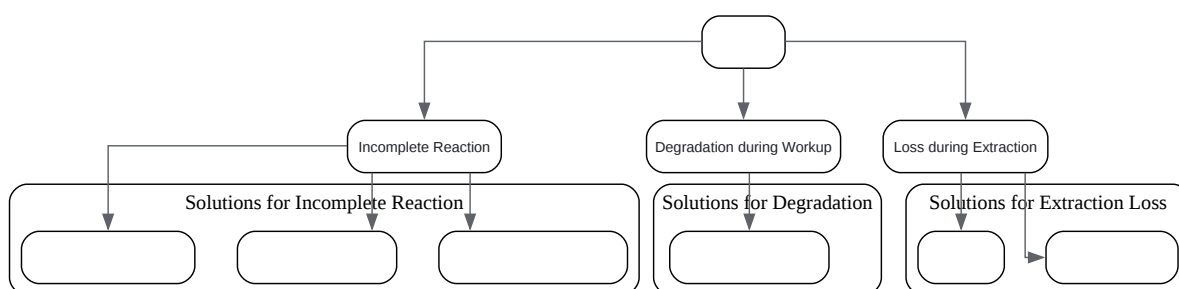 Incomplete Reaction
Degradation during Workup
Loss during Extraction
Solutions for Incomplete Reaction
Solutions for Degradation
Solutions for Extraction Loss